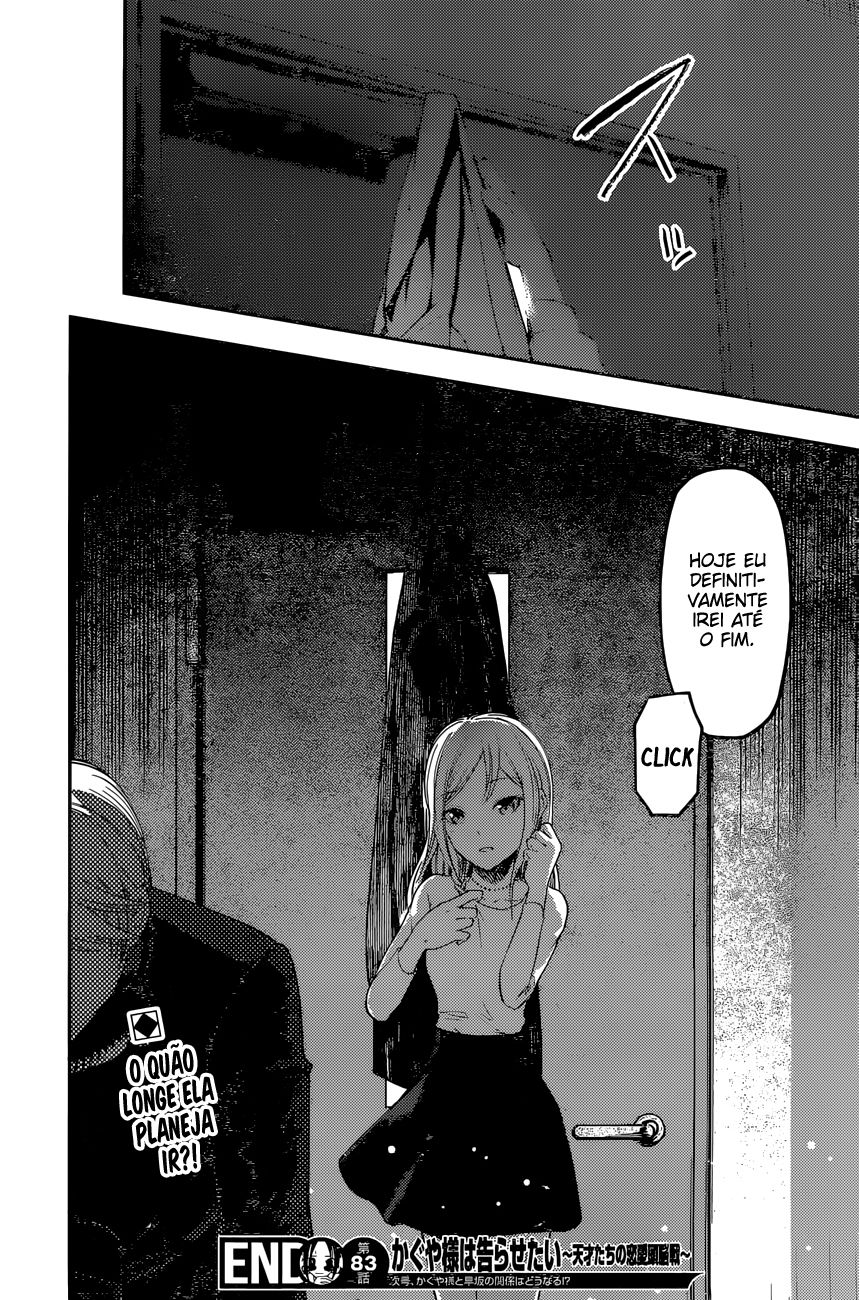 スッ
HOJE EU
DEFINITI-
VAMENTE
IREI ATÉ
O FIM.
CLICK
O QUÃO
LONGE ELA
PLANEJA
IR?!
END
第
83
話
かぐや様は告らせたい
~天才たちの恋愛頭脳戦~
次号、かぐや様と早坂の関係はどうなる!?